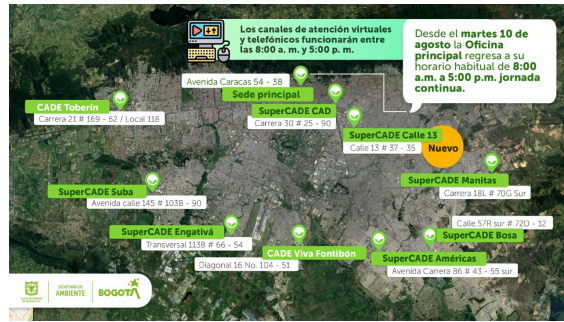 Los canales de atención virtuales
y telefónicos funcionarán entre
las 8:00 a. m. y 5:00 p. m.
Desde el martes 10 de
agosto la Oficina
principal regresa a su
horario habitual de 8:00
a.m. a 5:00 p.m. jornada
continua.
Avenida Caracas 54 - 38
Sede principal
CADE Toberín
Carrera 21 # 169 - 62 / Local 118
SuperCADE CAD
Carrera 30 # 25 - 90
SuperCADE Calle 13
Calle 13 # 37 - 35
Nuevo
SuperCADE Manitas
Carrera 18L # 70G Sur
SuperCADE Suba
Avenida calle 145 # 103B - 90
Calle 57R sur # 72D - 12
SuperCADE Bosa
SuperCADE Engativá
Transversal 113B # 66 - 54
CADE Viva Fontibón
Diagonal 16 No. 104 - 51
SuperCADE Américas
Avenida Carrera 86 # 43 - 55 sur
SECRETARÍA DE
AMBIENTE
BOGOTÁ